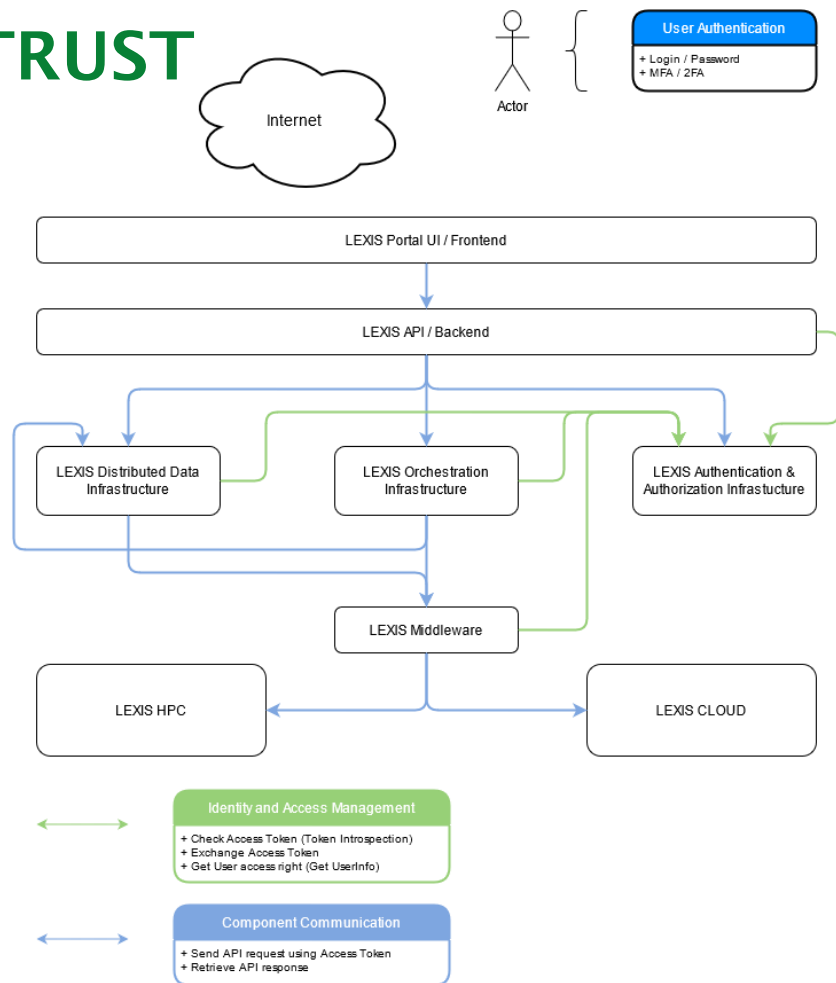 TRUST
User Authentication
+ Login / Password
+ MFA / 2FA
Actor
Internet
LEXIS Portal UI / Frontend
LEXIS API / Backend
LEXIS Distributed Data
Infrastructure
LEXIS Orchestration
Infrastructure
LEXIS Authentication &
Authorization Infrastucture
LEXIS Middleware
LEXIS HPC
LEXIS CLOUD
Identity and Access Management
+ Check Access Token (Token Introspection)
+ Exchange Access Token
+ Get User access right (Get UserInfo)
Component Communication
+ Send API request using Access Token
+ Retrieve API response